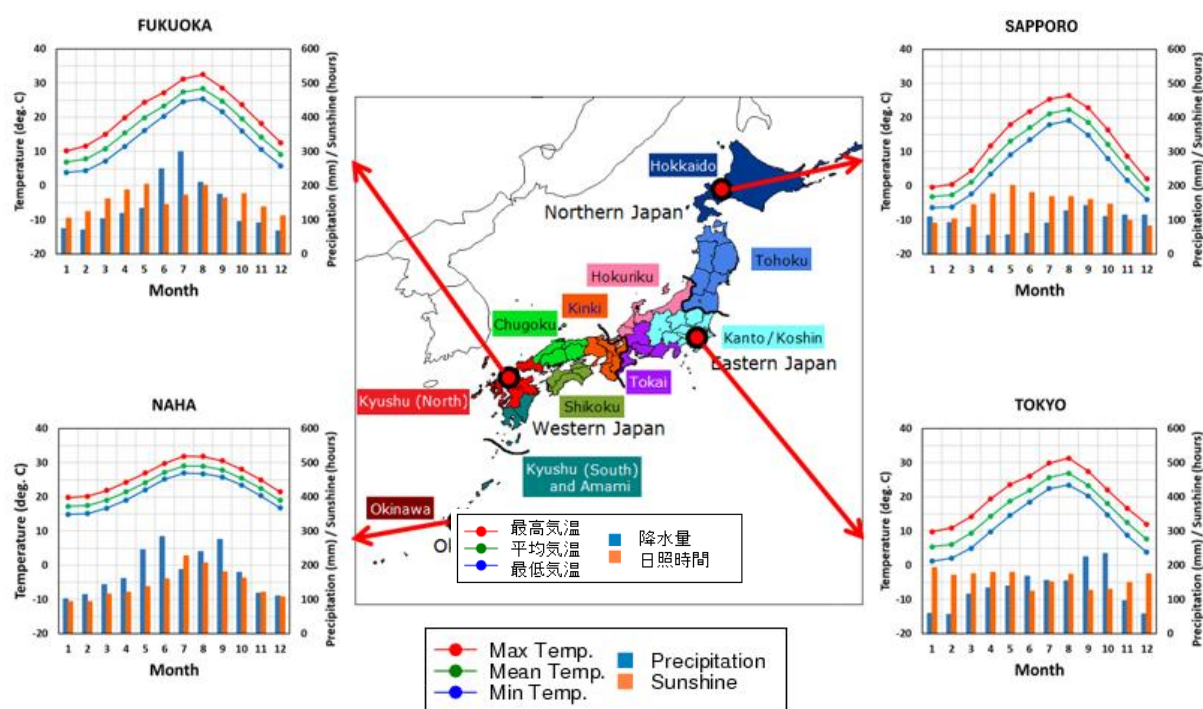 FUKUOKA
Temperature (deg. C)
40
30
20
10
0
-10
-20
600
500
400
300
200
100
0
Precipitation (mm) / Sunshine (hours)
1 2 3 4 5 6 7 8 9 10 11 12
Month
SAPPORO
Temperature (deg. C)
40
30
20
10
0
-10
-20
600
500
400
300
200
100
0
Precipitation (mm) / Sunshine (hours)
1 2 3 4 5 6 7 8 9 10 11 12
Month
Hokkaido
Northern Japan
Tohoku
Hokuriku
Kinki
Chugoku
Kanto/Koshin
Eastern Japan
Tokai
Kyushu (North)
Shikoku
Western Japan
Kyushu (South)
and Amami
Okinawa
最高気温
平均気温
最低気温
降水量
日照時間
NAHA
Temperature (deg. C)
40
30
20
10
0
-10
-20
600
500
400
300
200
100
0
Precipitation (mm) / Sunshine (hours)
1 2 3 4 5 6 7 8 9 10 11 12
Month
TOKYO
Temperature (deg. C)
40
30
20
10
0
-10
-20
600
500
400
300
200
100
0
Precipitation (mm) / Sunshine (hours)
1 2 3 4 5 6 7 8 9 10 11 12
Month
Max Temp.
Mean Temp.
Min Temp.
Precipitation
Sunshine